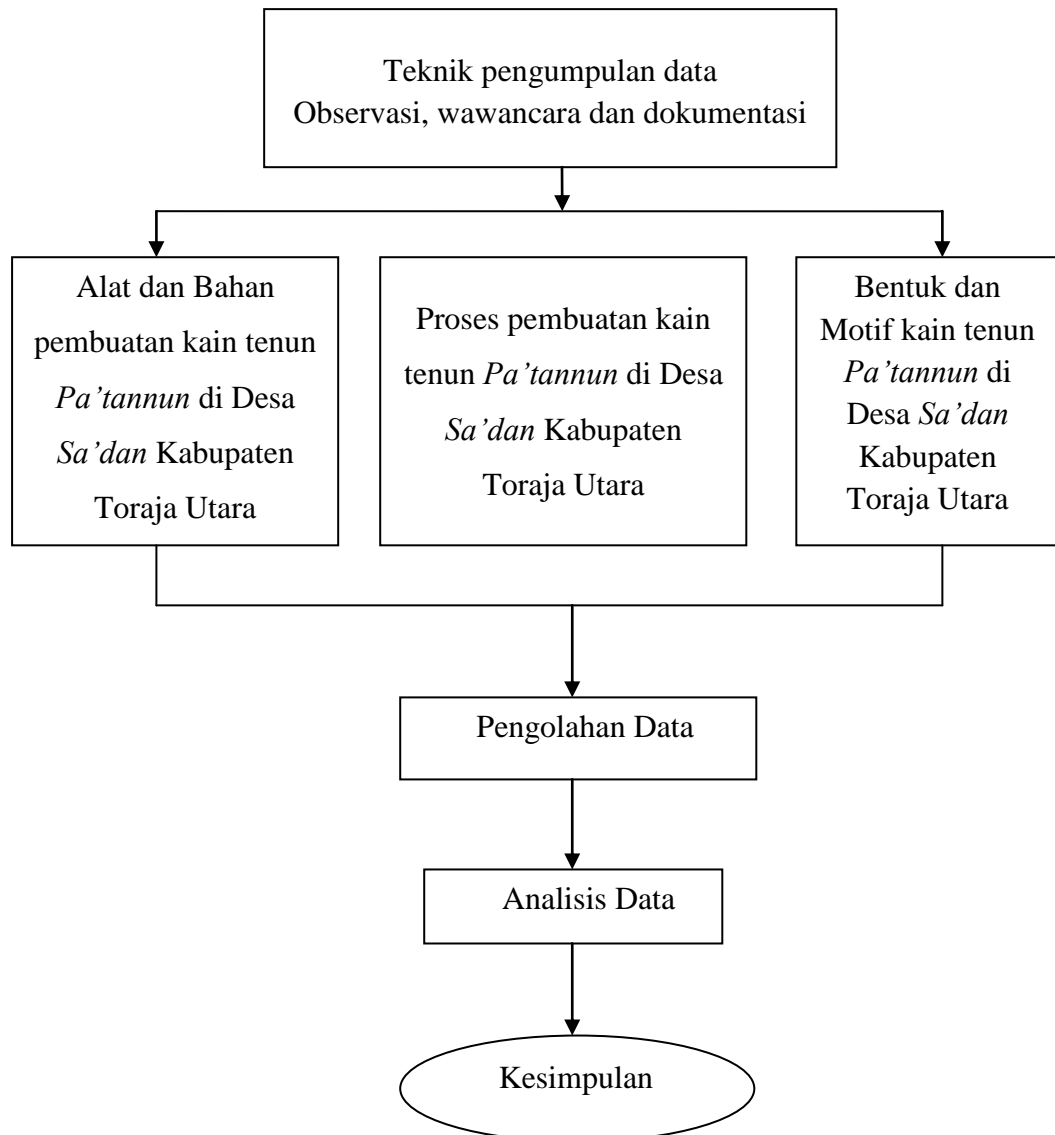 Teknik pengumpulan data
Observasi, wawancara dan dokumentasi
Alat dan Bahan
pembuatan kain tenun
Pa’tannun di Desa
Sa’dan Kabupaten
Toraja Utara
Proses pembuatan kain
tenun Pa’tannun di Desa
Sa’dan Kabupaten
Toraja Utara
Bentuk dan
Motif kain tenun
Pa’tannun di
Desa Sa’dan
Kabupaten
Toraja Utara
Pengolahan Data
Analisis Data
Kesimpulan